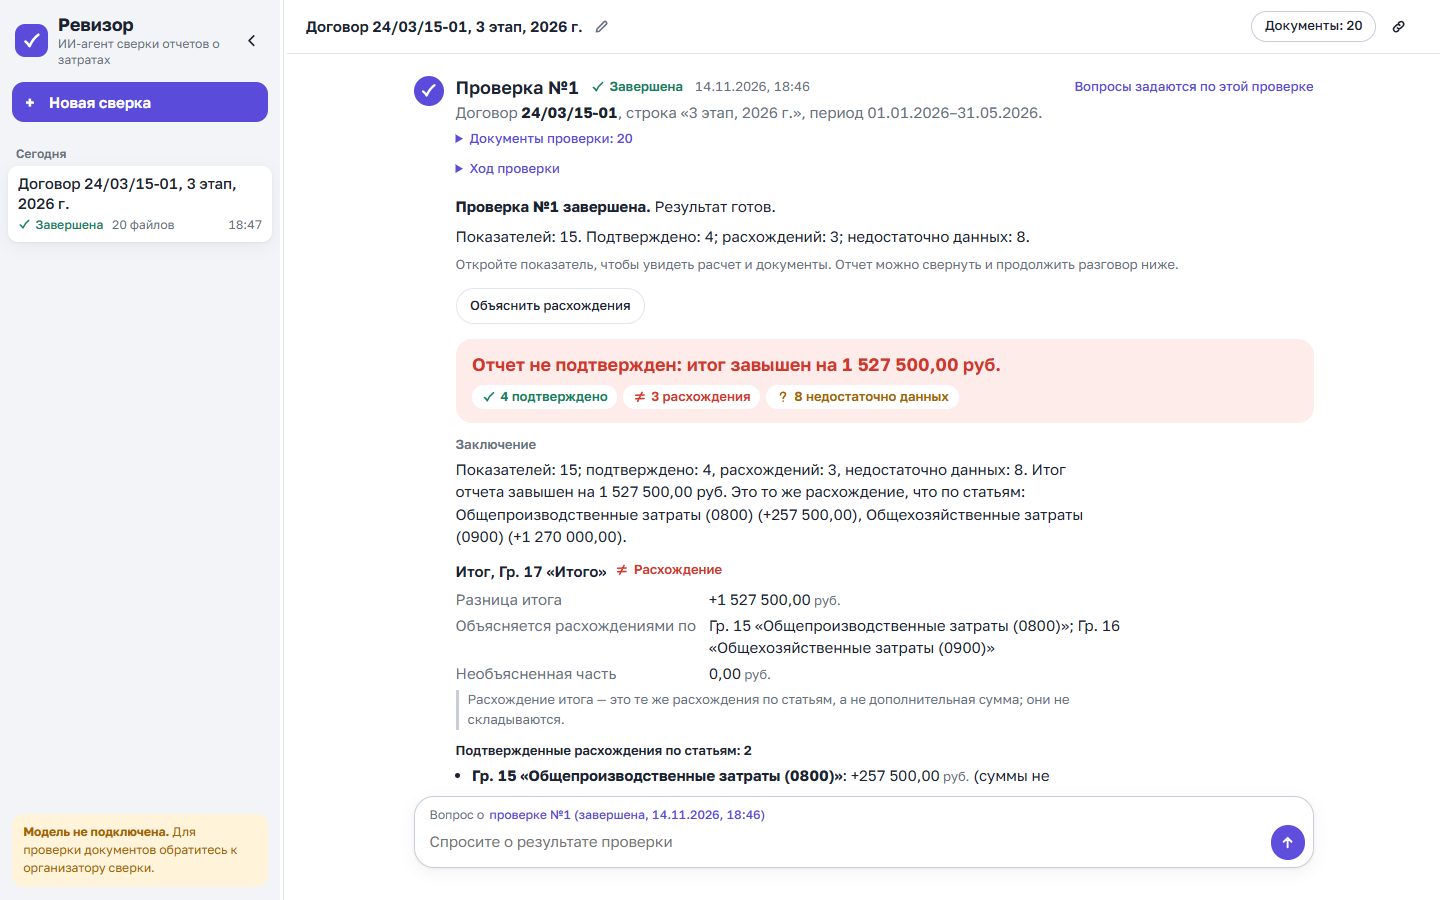 Ревизор
ИИ-агент сверки отчетов о
затратах
+ Новая сверка
Сегодня
Договор 24/03/15-01, 3 этап,
2026 г.
Завершена 20 файлов 18:47
Модель не подключена. Для
проверки документов обратитесь к
организатору сверки.
Договор 24/03/15-01, 3 этап, 2026 г.
Документы: 20
Проверка №1 Завершена 14.11.2026, 18:46 Вопросы задаются по этой проверке
Договор 24/03/15-01, строка «3 этап, 2026 г.», период 01.01.2026–31.05.2026.
Документы проверки: 20
Ход проверки
Проверка №1 завершена. Результат готов.
Показателей: 15. Подтверждено: 4; расхождений: 3; недостаточно данных: 8.
Откройте показатель, чтобы увидеть расчет и документы. Отчет можно свернуть и продолжить разговор ниже.
Объяснить расхождения
Отчет не подтвержден: итог завышен на 1 527 500,00 руб.
4 подтверждено ≠ 3 расхождения ? 8 недостаточно данных
Заключение
Показателей: 15; подтверждено: 4, расхождений: 3, недостаточно данных: 8. Итог
отчета завышен на 1 527 500,00 руб. Это то же расхождение, что по статьям:
Общепроизводственные затраты (0800) (+257 500,00), Общехозяйственные затраты
(0900) (+1 270 000,00).
Итог, Гр. 17 «Итого» ≠ Расхождение
Разница итога +1 527 500,00 руб.
Объясняется расхождениями по Гр. 15 «Общепроизводственные затраты (0800)»; Гр. 16
«Общехозяйственные затраты (0900)»
Необъясненная часть 0,00 руб.
Расхождение итога — это те же расхождения по статьям, а не дополнительная сумма; они не
складываются.
Подтвержденные расхождения по статьям: 2
• Гр. 15 «Общепроизводственные затраты (0800)»: +257 500,00 руб. (суммы не
Вопрос о проверке №1 (завершена, 14.11.2026, 18:46)
Спросите о результате проверки